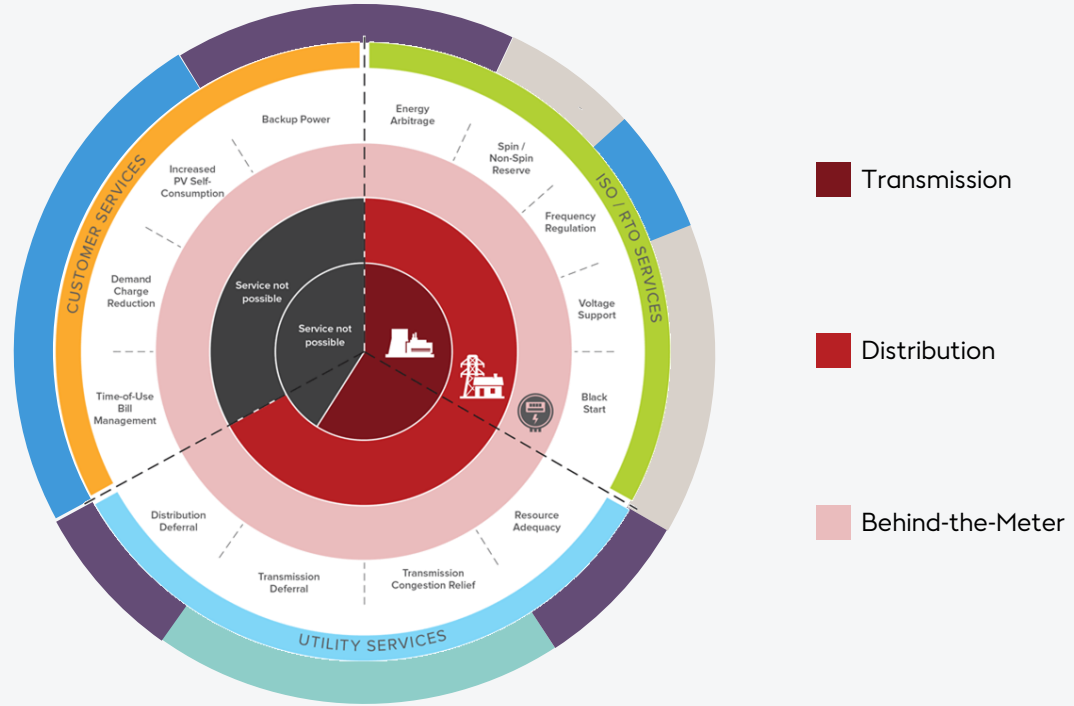 Backup Power
Energy
Arbitrage
Spin /
Non-Spin
Reserve
Frequency
Regulation
Voltage
Support
Black
Start
Resource
Adequacy
Transmission
Congestion Relief
Transmission
Deferral
Distribution
Deferral
Time-of-Use
Bill
Management
Demand
Charge
Reduction
Increased
PV Self-
Consumption
CUSTOMER SERVICES
ISO / RTO SERVICES
UTILITY SERVICES
Service not
possible
Service not
possible
Transmission
Distribution
Behind-the-Meter